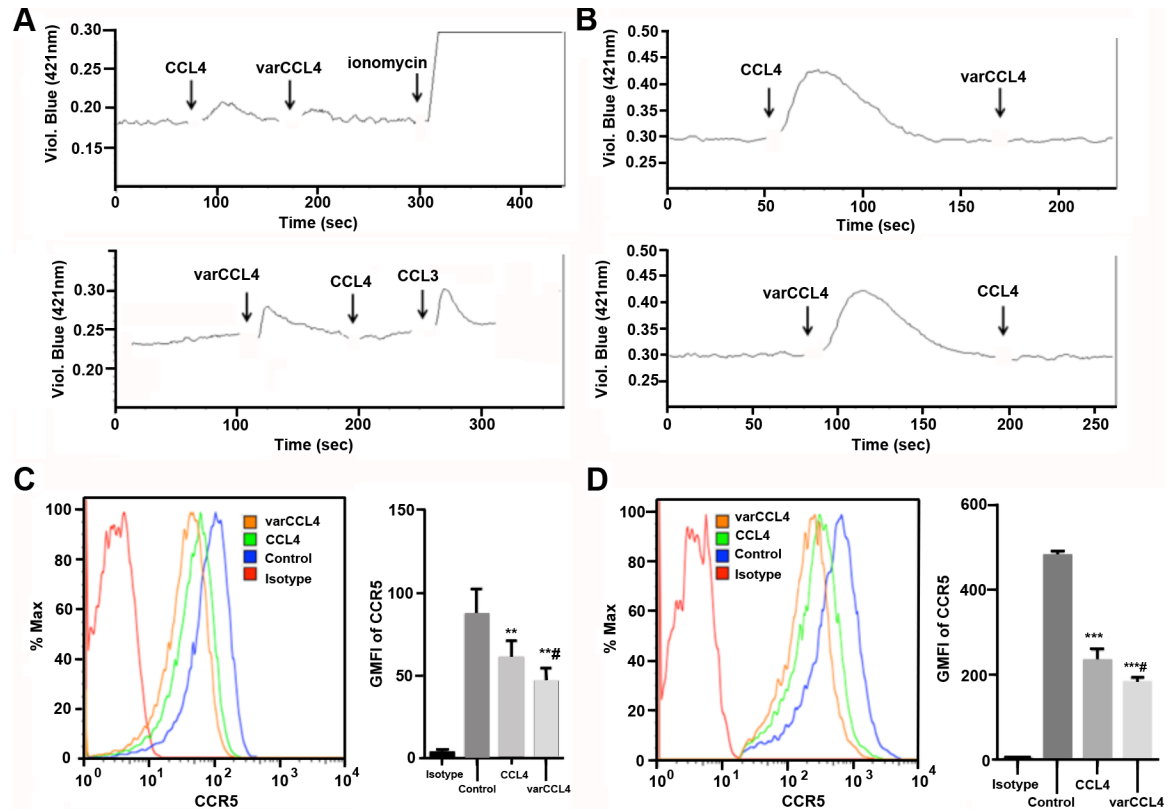 A
Viol. Blue (421nm)
0.30
0.25
0.20
0.15
CCL4
varCCL4
ionomycin
0
100
200
300
400
Time (sec)
Viol. Blue (421nm)
0.30
0.25
0.20
varCCL4
CCL4
CCL3
0
100
200
300
Time (sec)
B
Viol. Blue (421nm)
0.50
0.45
0.40
0.35
0.30
0.25
CCL4
varCCL4
0
50
100
150
200
Time (sec)
Viol. Blue (421nm)
0.50
0.45
0.40
0.35
0.30
0.25
varCCL4
CCL4
0
50
100
150
200
250
Time (sec)
C
% Max
100
80
60
40
20
0
varCCL4
CCL4
Control
Isotype
10^0
10^1
10^2
10^3
10^4
CCR5
GMFI of CCR5
150
100
50
0
**
**#
Isotype
Control
CCL4
varCCL4
D
% Max
100
80
60
40
20
0
varCCL4
CCL4
Control
Isotype
10^0
10^1
10^2
10^3
10^4
CCR5
GMFI of CCR5
600
400
200
0
***
***#
Isotype
Control
CCL4
varCCL4